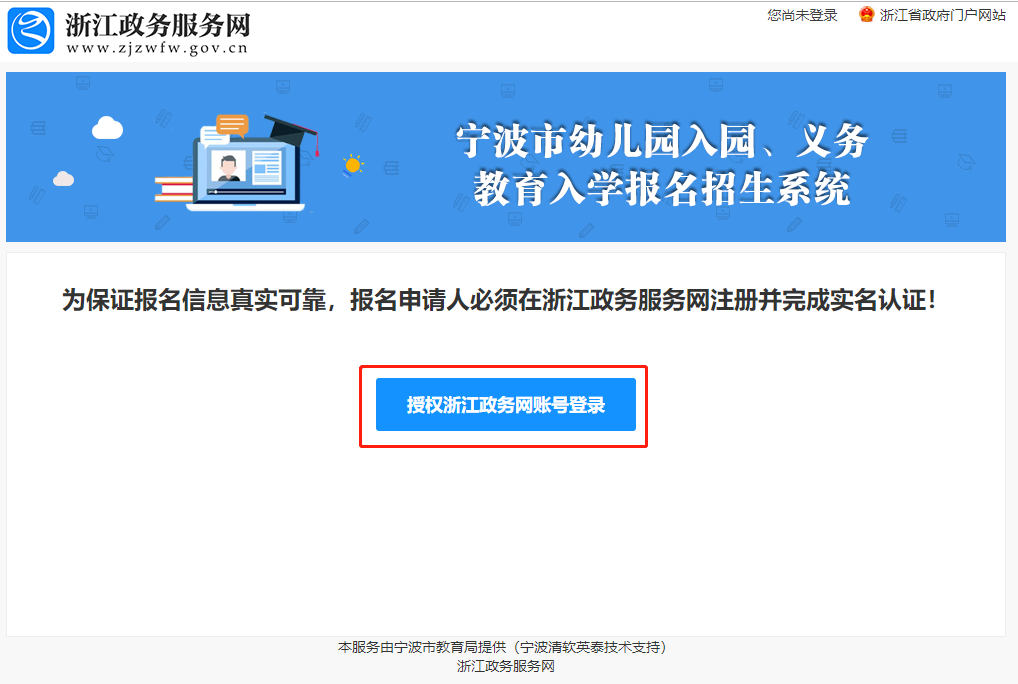 浙江政务服务网
www.zjzwfw.gov.cn
您尚未登录 浙江省政府门户网站
宁波市幼儿园入园、义务
教育入学报名招生系统
为保证报名信息真实可靠，报名申请人必须在浙江政务服务网注册并完成实名认证！
授权浙江政务网账号登录
本服务由宁波市教育局提供（宁波清软英泰技术支持）
浙江政务服务网